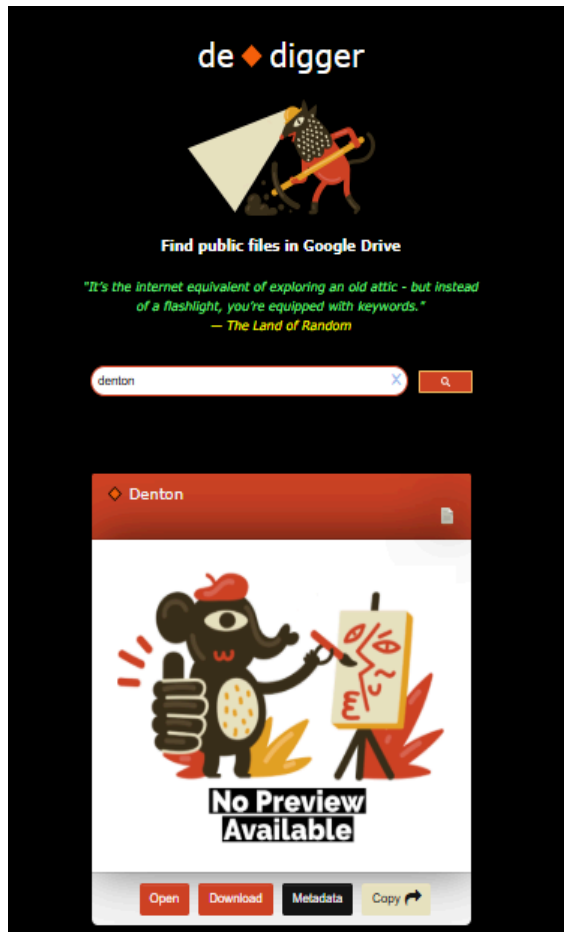 de digger
Find public files in Google Drive
"It's the internet equivalent of exploring an old attic - but instead
of a flashlight, you're equipped with keywords."
— The Land of Random
denton X
Denton
No Preview
Available
Open Download Metadata Copy